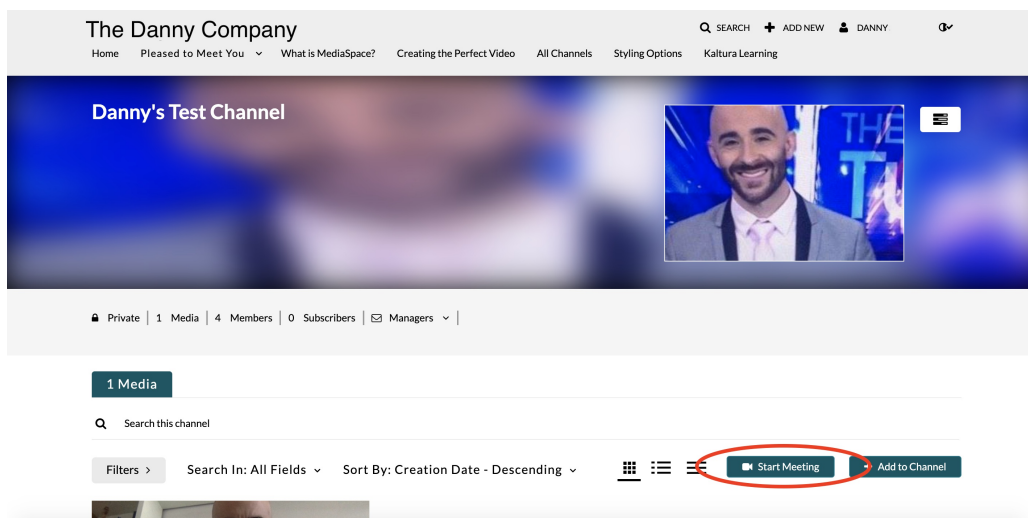 The Danny Company
SEARCH ADD NEW DANNY
Home Pleased to Meet You What is MediaSpace? Creating the Perfect Video All Channels Styling Options Kaltura Learning
Danny's Test Channel
THE
Private | 1 Media | 4 Members | 0 Subscribers | Managers |
1 Media
Search this channel
Filters > Search In: All Fields Sort By: Creation Date - Descending Start Meeting + Add to Channel